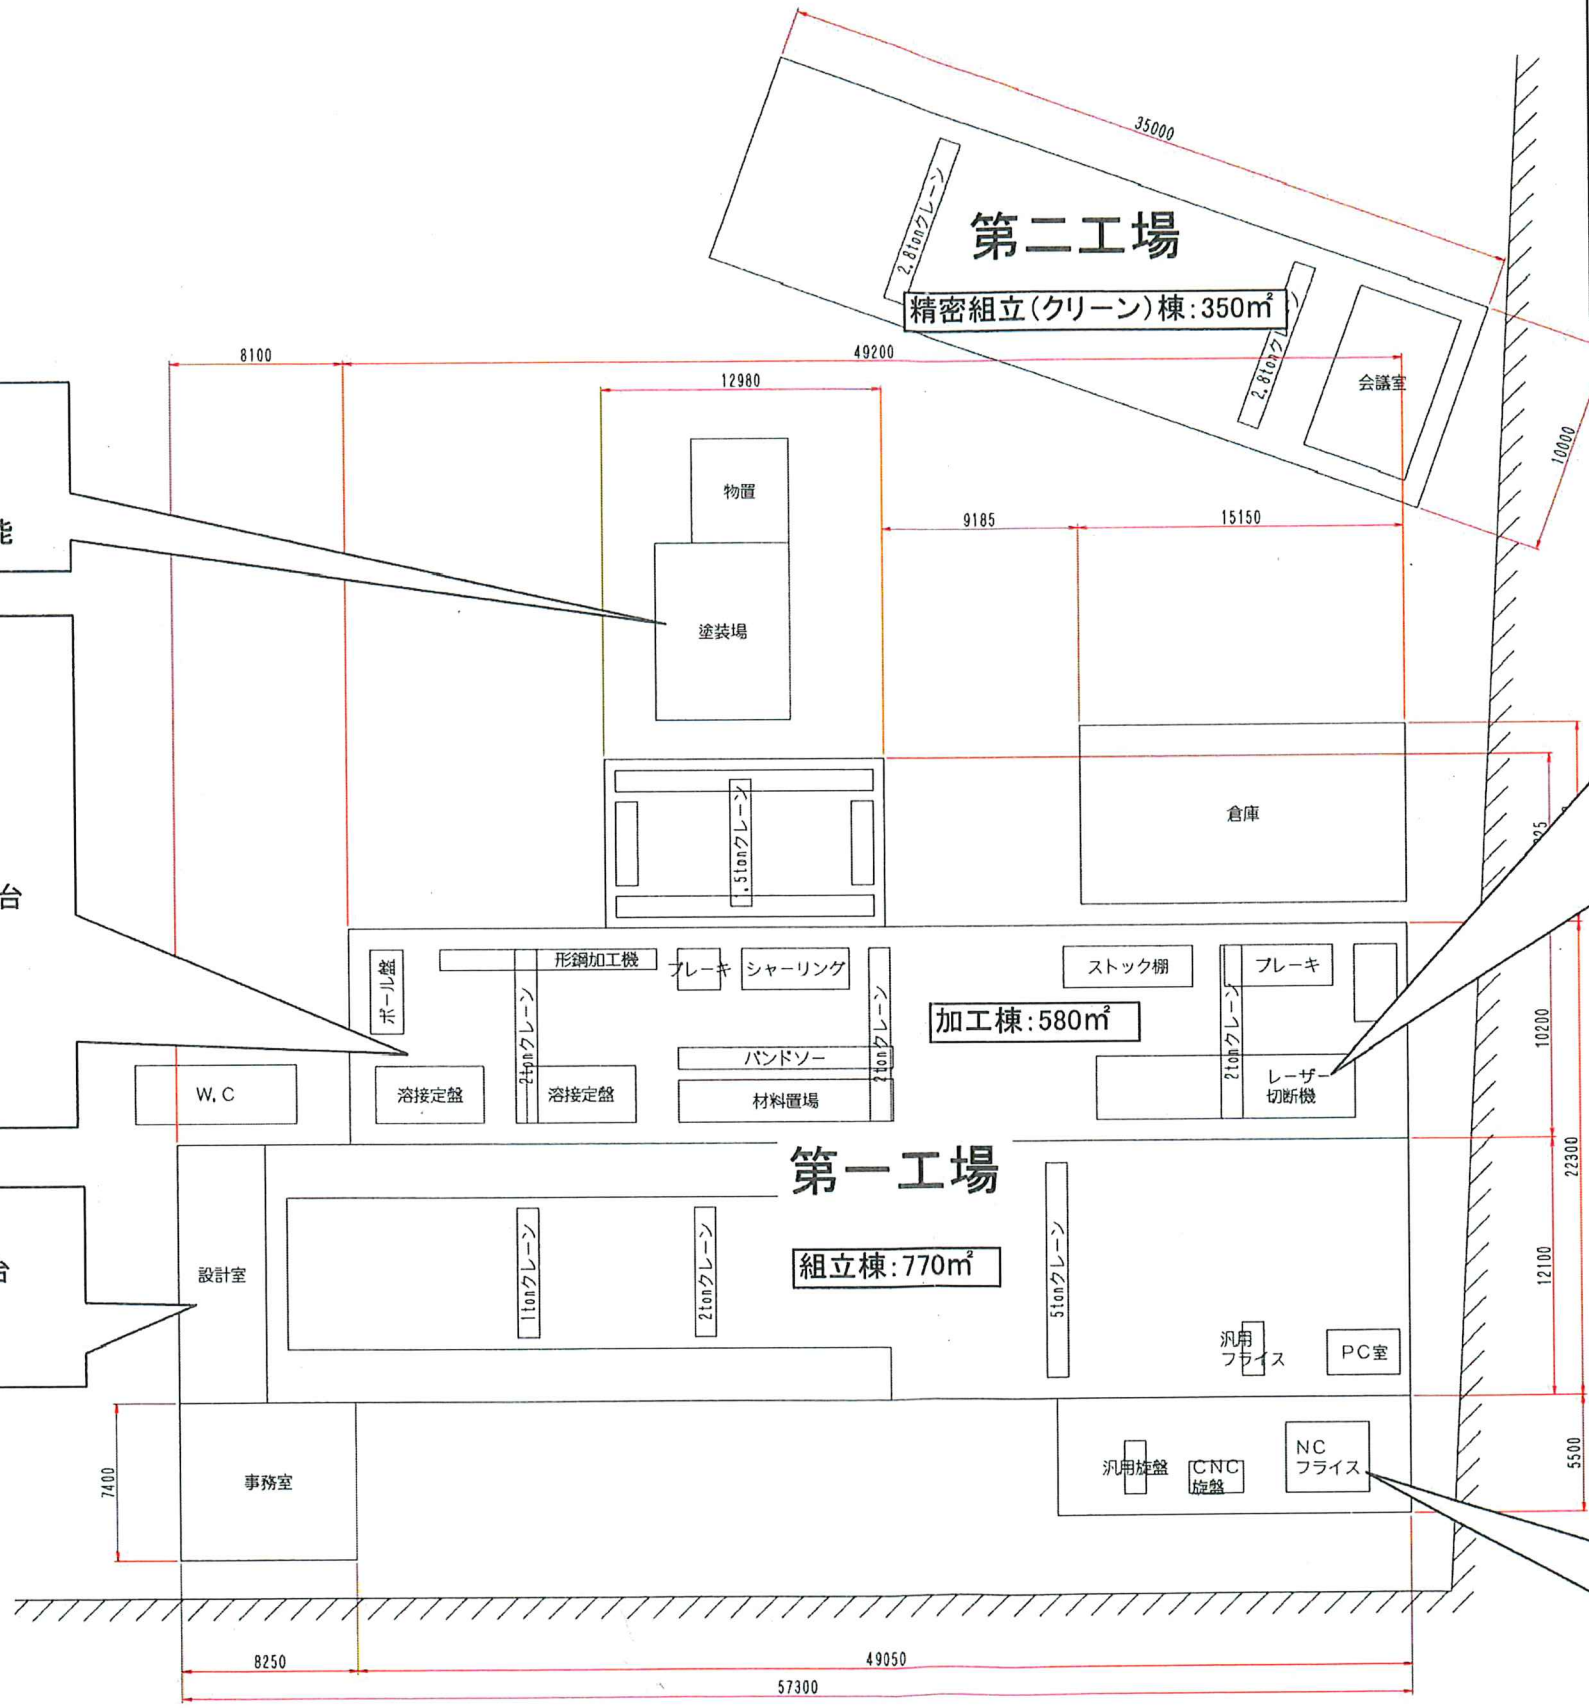 35000
2.8tonクレーン
第二工場
精密組立(クリーン)棟:350㎡
2.8tonクレーン
会議室
10000
8100
49200
12980
能
物置
9185
15150
塗装場
倉庫
1.5tonクレーン
台
ボール盤
形鋼加工機
ブレーキ
シャーリング
ストック棚
ブレーキ
2tonクレーン
2tonクレーン
2tonクレーン
加工棟:580㎡
10200
バンドソー
W,C
溶接定盤
溶接定盤
材料置場
レーザー
切断機
第一工場
22300
設計室
1tonクレーン
2tonクレーン
組立棟:770㎡
5tonクレーン
12100
汎用
フライス
PC室
7400
事務室
汎用旋盤
CNC
旋盤
NC
フライス
5500
8250
49050
57300